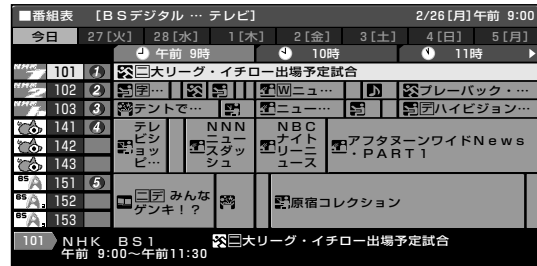 ■番組表 [BSデジタル … テレビ] 2/26[月]午前 9:00
今日 27[火] 28[水] 1[木] 2[金] 3[土] 4[日] 5[月]
午前 9時 10時 11時
101 1 二大リーグ・イチロー出場予定試合
102 2 字… Wニュ… プレーバック・…
103 3 テントで… ニュー… デハイビジョン…
141 4 テレビショッピ… NNNニュースダッシュ NBCナイトリーニュース アフタヌーンワイドNews・PART1
142
143
151 5 二デ みんなゲンキ!? 原宿コレクション
152
153
101 NHK BS1 二大リーグ・イチロー出場予定試合
午前 9:00〜午前11:30